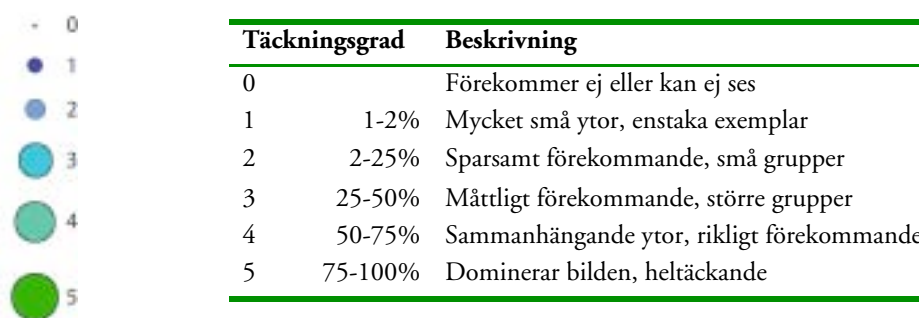 0
1
2
3
4
5
Täckningsgrad Beskrivning
0 Förekommer ej eller kan ej ses
1 1-2% Mycket små ytor, enstaka exemplar
2 2-25% Sparsamt förekommande, små grupper
3 25-50% Måttligt förekommande, större grupper
4 50-75% Sammanhängande ytor, rikligt förekommande
5 75-100% Dominerar bilden, heltäckande